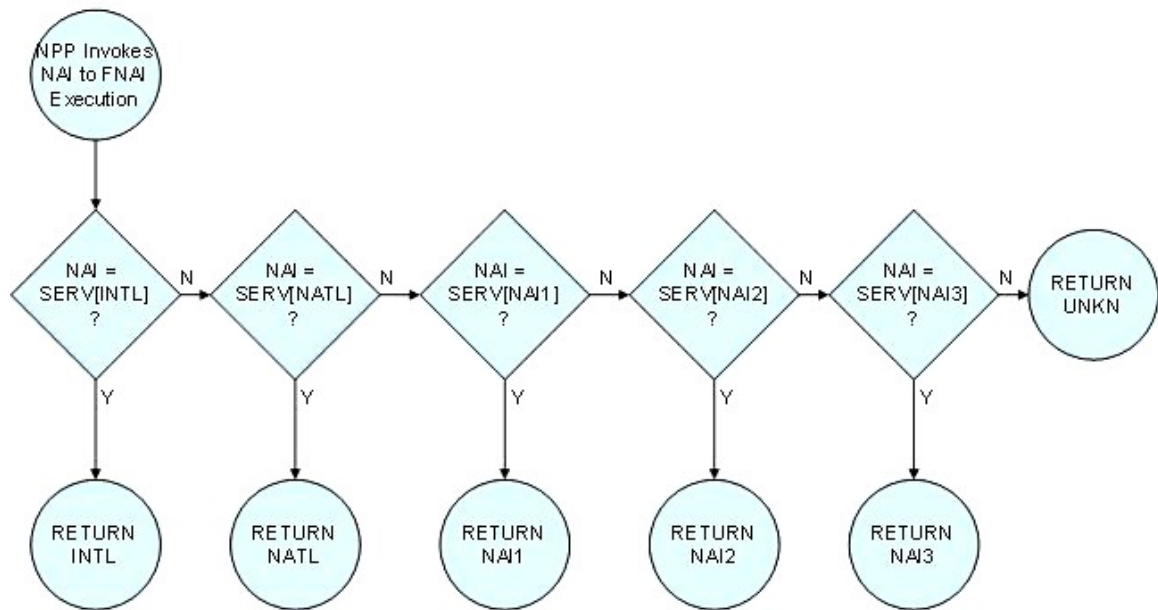 NPP Invokes
NAI to FNAI
Execution
NAI =
SERV[INTL]
?
N
NAI =
SERV[NATL]
?
N
NAI =
SERV[NAI1]
?
N
NAI =
SERV[NAI2]
?
N
NAI =
SERV[NAI3]
?
N
RETURN
UNKN
Y
Y
Y
Y
Y
RETURN
INTL
RETURN
NATL
RETURN
NAI1
RETURN
NAI2
RETURN
NAI3